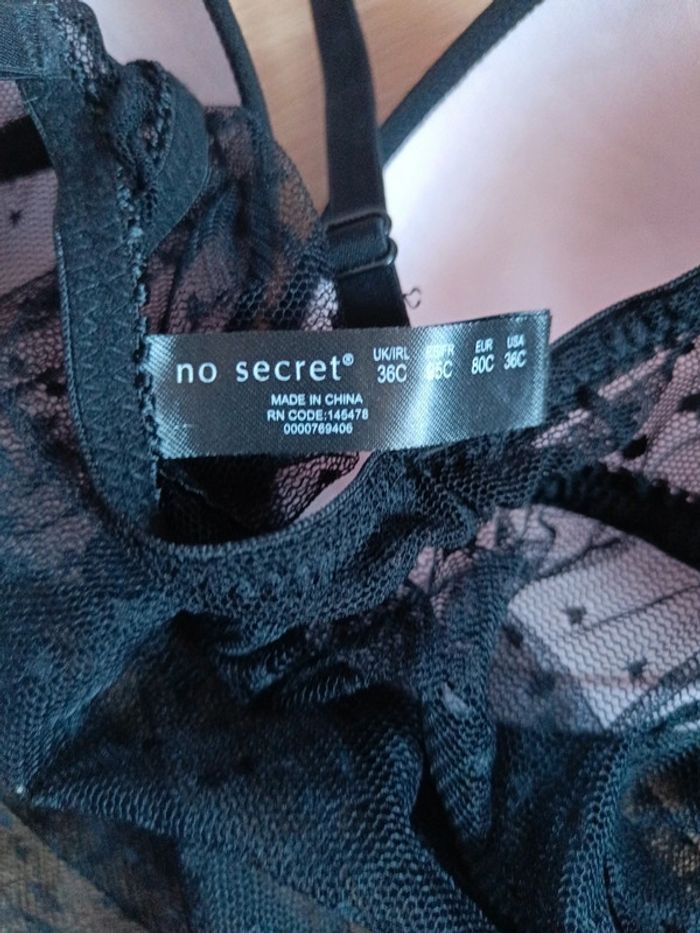 no secret®
UK/IRL EUR USA
36C 80C 36C
MADE IN CHINA
RN CODE:145478
0000769406